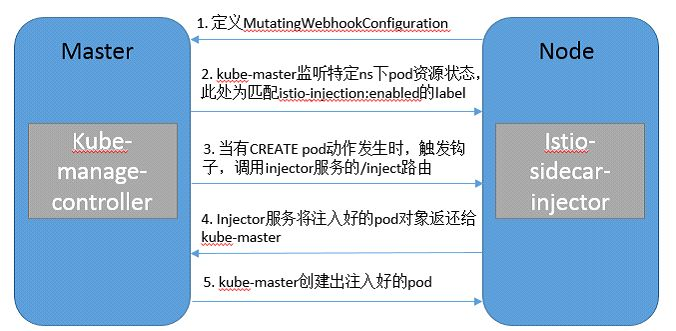 1. 定义MutatingWebhookConfiguration
Master
Node
2. kube-master监听特定ns下pod资源状态，
此处为匹配istio-injection:enabled的label
Kube-
manage-
controller
Istio-
sidecar-
injector
3. 当有CREATE pod动作发生时，触发钩
子，调用injector服务的/inject路由
4. Injector服务将注入好的pod对象返还给
kube-master
5. kube-master创建出注入好的pod